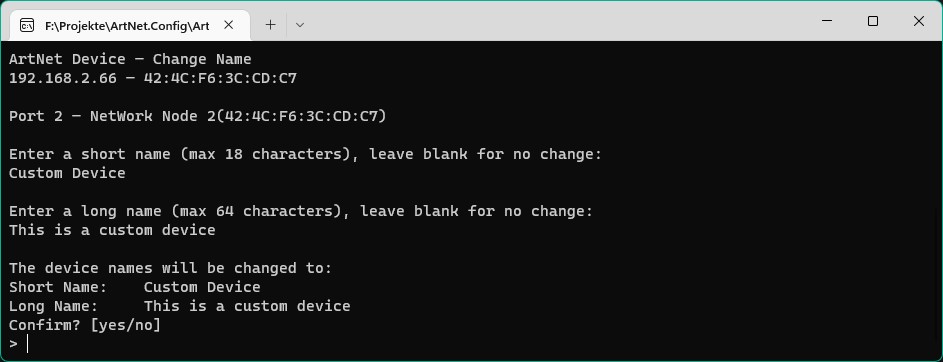 F:\Projekte\ArtNet.Config\Art
ArtNet Device – Change Name
192.168.2.66 – 42:4C:F6:3C:CD:C7
Port 2 – NetWork Node 2(42:4C:F6:3C:CD:C7)
Enter a short name (max 18 characters), leave blank for no change:
Custom Device
Enter a long name (max 64 characters), leave blank for no change:
This is a custom device
The device names will be changed to:
Short Name:    Custom Device
Long Name:     This is a custom device
Confirm? [yes/no]
>